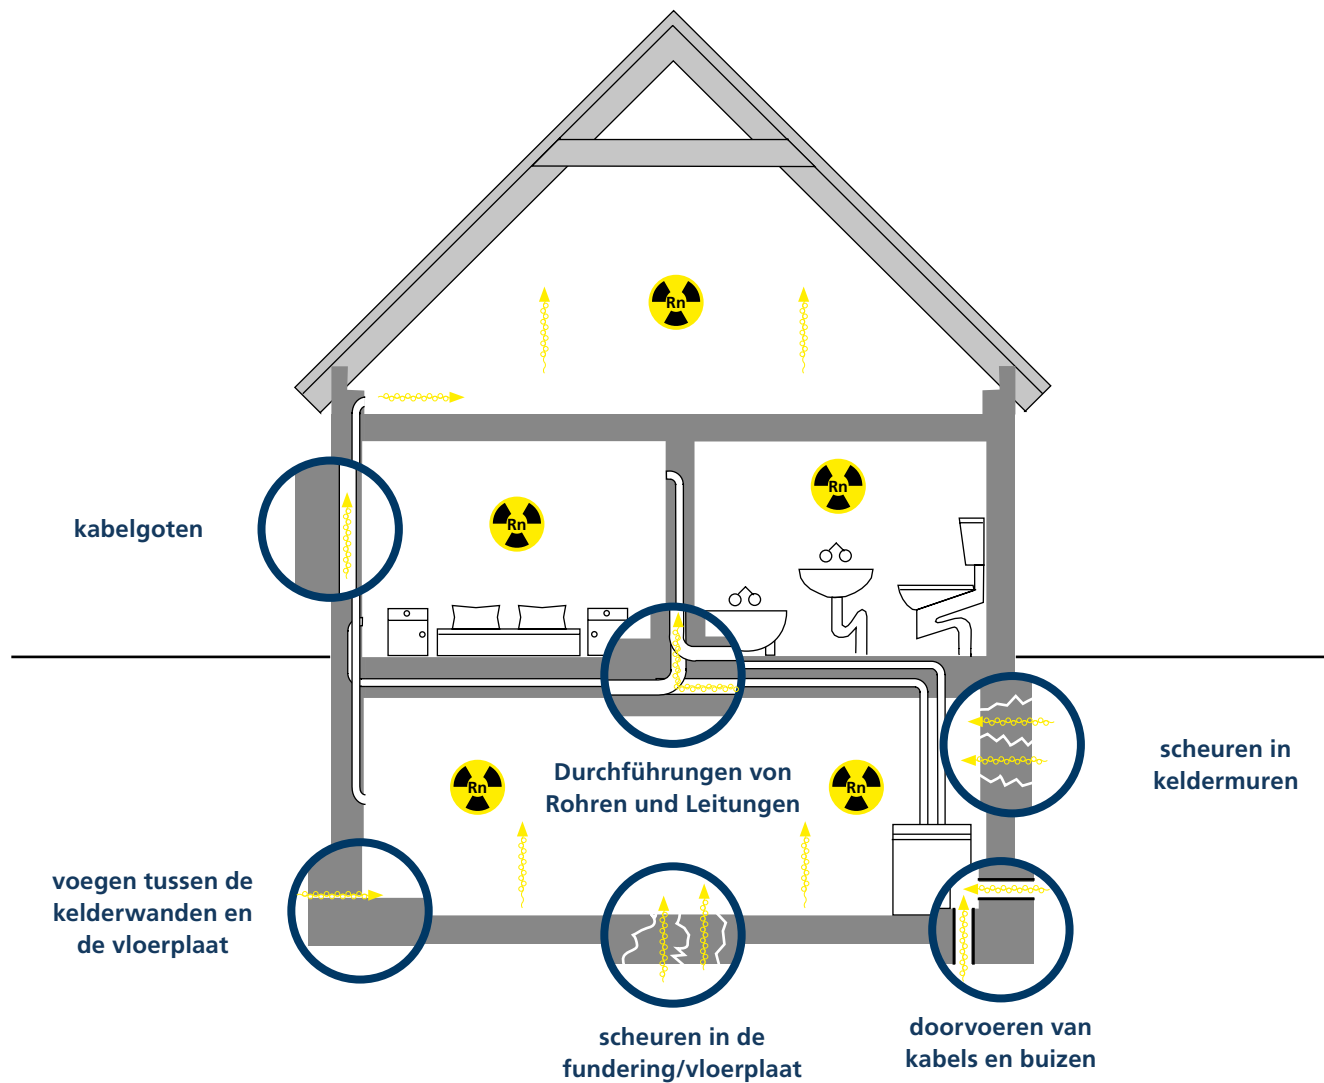 Rn
Rn
Rn
kabelgoten
Rn
Rn
Durchführungen von
Rohren und Leitungen
scheuren in
keldermuren
voegen tussen de
kelderwanden en
de vloerplaat
scheuren in de
fundering/vloerplaat
doorvoeren van
kabels en buizen